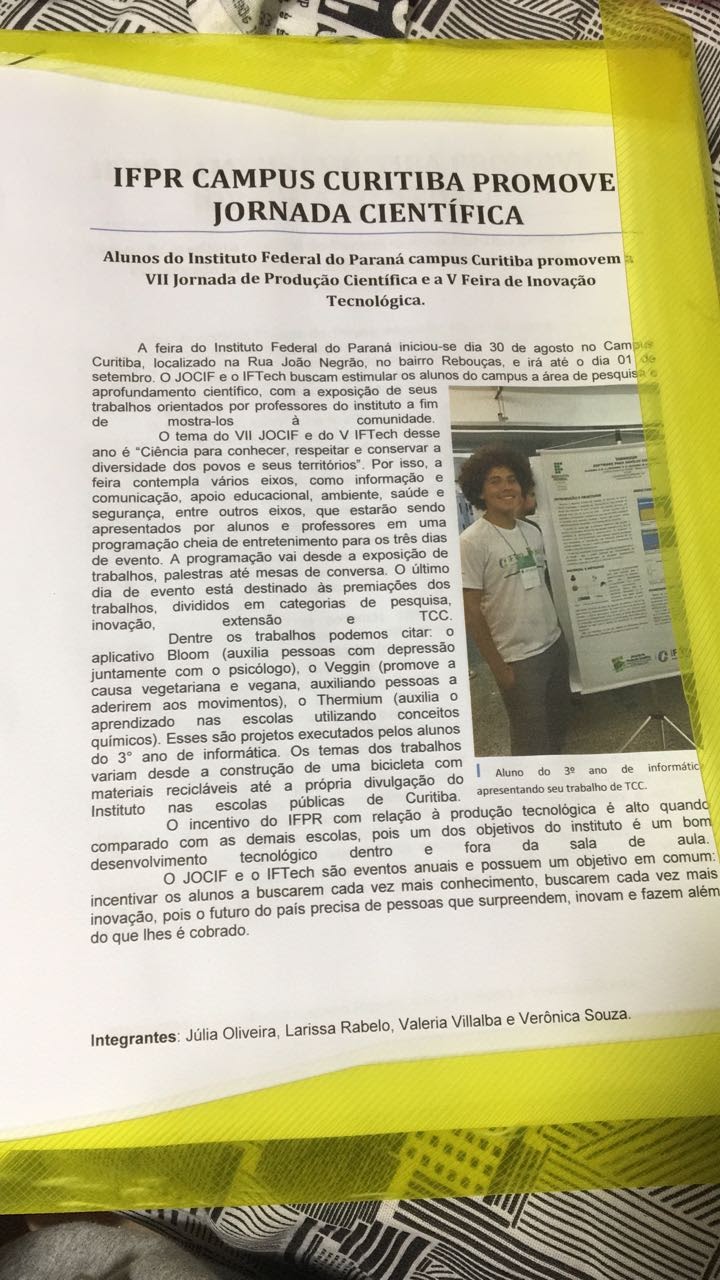 IFPR CAMPUS CURITIBA PROMOVE
JORNADA CIENTÍFICA
Alunos do Instituto Federal do Paraná campus Curitiba promovem a
VII Jornada de Produção Científica e a V Feira de Inovação
Tecnológica.
A feira do Instituto Federal do Paraná iniciou-se dia 30 de agosto no Campus
Curitiba, localizado na Rua João Negrão, no bairro Rebouças, e irá até o dia 01 de
setembro. O JOCIF e o IFTech buscam estimular os alunos do campus a área de pesquisa e
aprofundamento científico, com a exposição de seus
trabalhos orientados por professores do instituto a fim
de mostra-los à comunidade.
O tema do VII JOCIF e do V IFTech desse
ano é “Ciência para conhecer, respeitar e conservar a
diversidade dos povos e seus territórios”. Por isso, a
feira contempla vários eixos, como informação e
comunicação, apoio educacional, ambiente, saúde e
segurança, entre outros eixos, que estarão sendo
apresentados por alunos e professores em uma
programação cheia de entretenimento para os três dias
de evento. A programação vai desde a exposição de
trabalhos, palestras até mesas de conversa. O último
dia de evento está destinado às premiações dos
trabalhos, divididos em categorias de pesquisa,
inovação, extensão e TCC.
Dentre os trabalhos podemos citar: o
aplicativo Bloom (auxilia pessoas com depressão
juntamente com o psicólogo), o Veggin (promove a
causa vegetariana e vegana, auxiliando pessoas a
aderirem aos movimentos), o Thermium (auxilia o
aprendizado nas escolas utilizando conceitos
químicos). Esses são projetos executados pelos alunos
do 3° ano de informática. Os temas dos trabalhos
variam desde a construção de uma bicicleta com
materiais recicláveis até a própria divulgação do
Instituto nas escolas públicas de Curitiba.
Aluno do 3º ano de informátic
apresentando seu trabalho de TCC.
O incentivo do IFPR com relação à produção tecnológica é alto quando
comparado com as demais escolas, pois um dos objetivos do instituto é um bom
desenvolvimento tecnológico dentro e fora da sala de aula.
O JOCIF e o IFTech são eventos anuais e possuem um objetivo em comum:
incentivar os alunos a buscarem cada vez mais conhecimento, buscarem cada vez mais
inovação, pois o futuro do país precisa de pessoas que surpreendem, inovam e fazem além
do que lhes é cobrado.
Integrantes: Júlia Oliveira, Larissa Rabelo, Valeria Villalba e Verônica Souza.